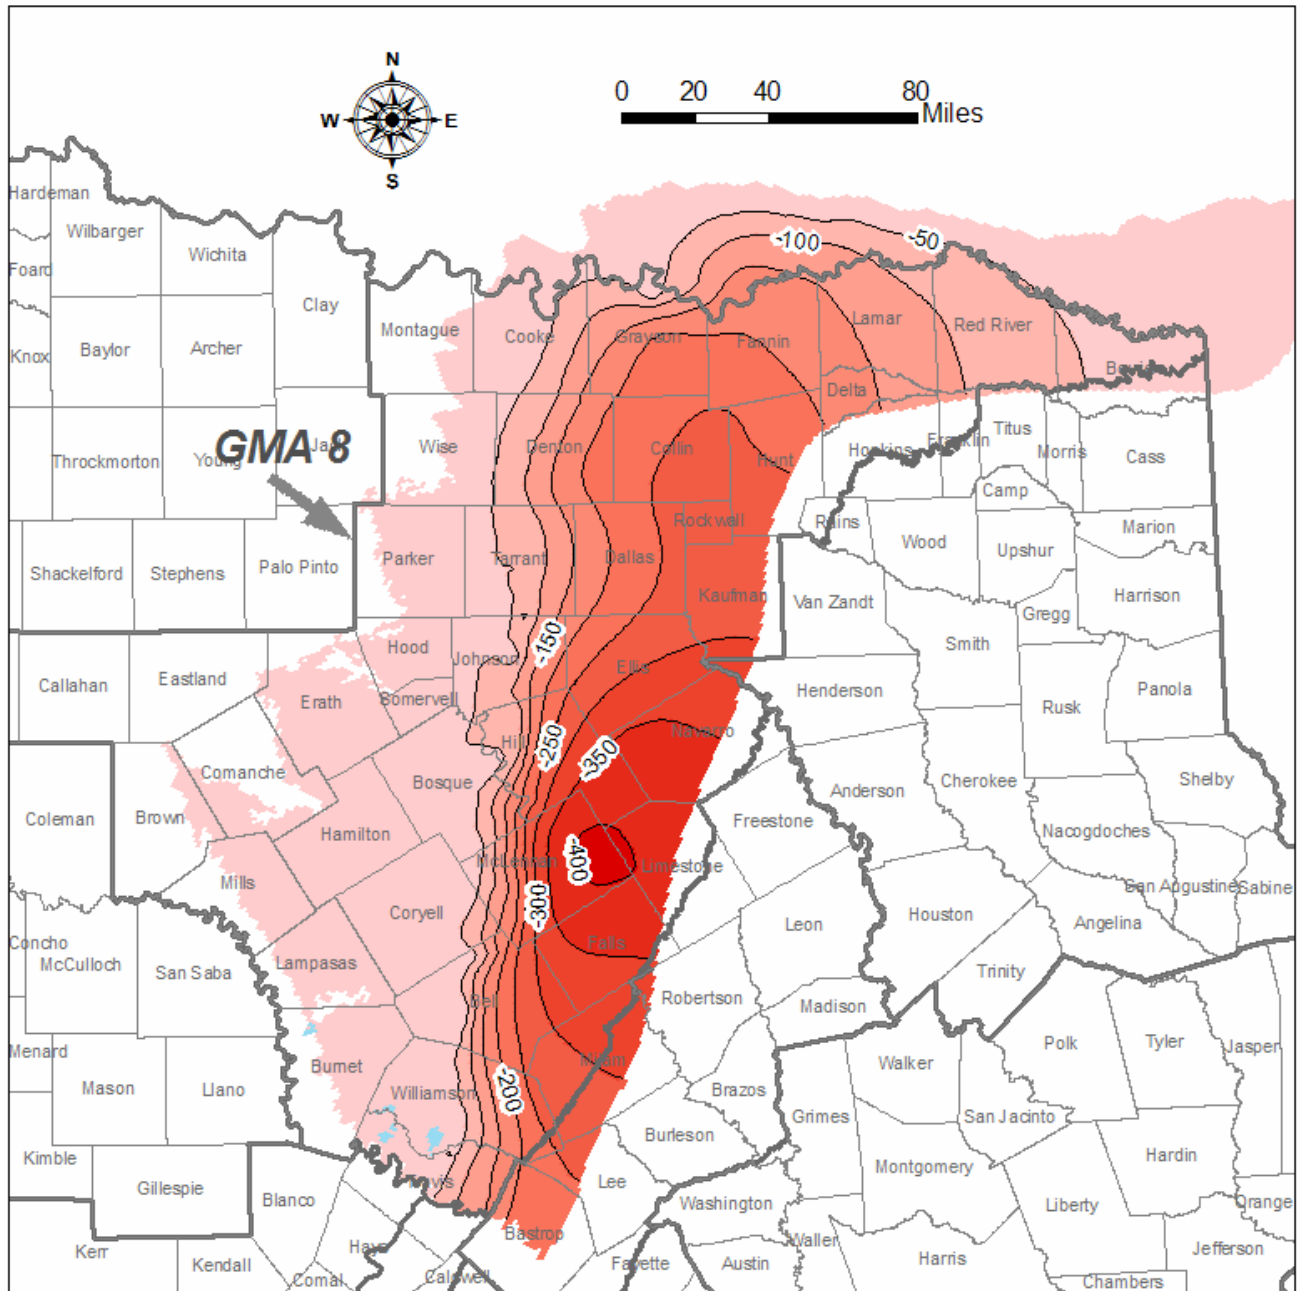 N
W E
S
0 20 40 80
Miles
Hardeman
Wilbarger
Wichita
Foard
Clay
-100
-50
Montague
Cooke
Grayson
Fannin
Lamar
Red River
Knox
Baylor
Archer
Delta
GMA 8
Throckmorton
Wise
Denton
Collin
Hunt
Titus
Morris
Cass
Camp
Rockwall
Rains
Wood
Marion
Upshur
Shackelford
Stephens
Palo Pinto
Parker
Tarrant
Dallas
Kaufman
Van Zandt
Harrison
Gregg
Smith
-150
Hood
Johnson
Ellis
Callahan
Eastland
Erath
Somervell
Henderson
Rusk
Panola
Hill
-250
-350
Navarro
Comanche
Bosque
Anderson
Cherokee
Shelby
Coleman
Brown
Hamilton
Freestone
Nacogdoches
McLennan
-400
Limestone
Mills
-300
San Augustine
Sabine
Coryell
Falls
Leon
Houston
Angelina
Concho
McCulloch
San Saba
Lampasas
Trinity
Bell
Robertson
Madison
Menard
Mason
Llano
Burnet
Williamson
-200
Milam
Brazos
Walker
Polk
Tyler
Jasper
Grimes
San Jacinto
Burleson
Kimble
Gillespie
Blanco
Travis
Lee
Washington
Montgomery
Liberty
Hardin
Orange
Kerr
Kendall
Hays
Comal
Caldwell
Bastrop
Fayette
Austin
Waller
Harris
Jefferson
Chambers